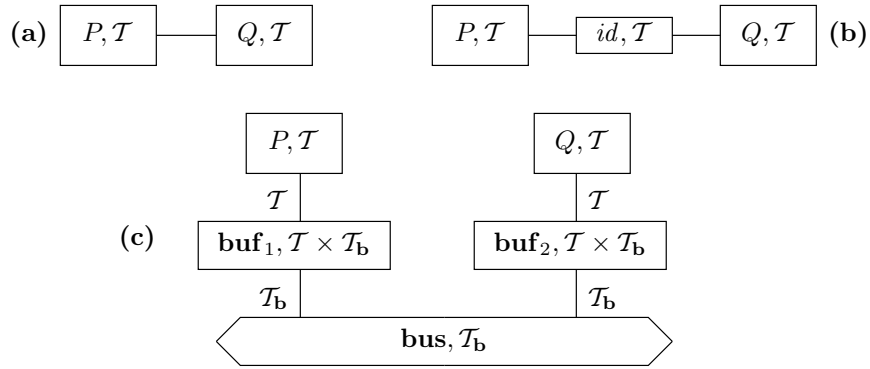 (a) P, 𝒯 Q, 𝒯 P, 𝒯 id, 𝒯 Q, 𝒯 (b)
P, 𝒯 Q, 𝒯
𝒯 𝒯
(c) buf₁, 𝒯 × 𝒯_b buf₂, 𝒯 × 𝒯_b
𝒯_b 𝒯_b
bus, 𝒯_b